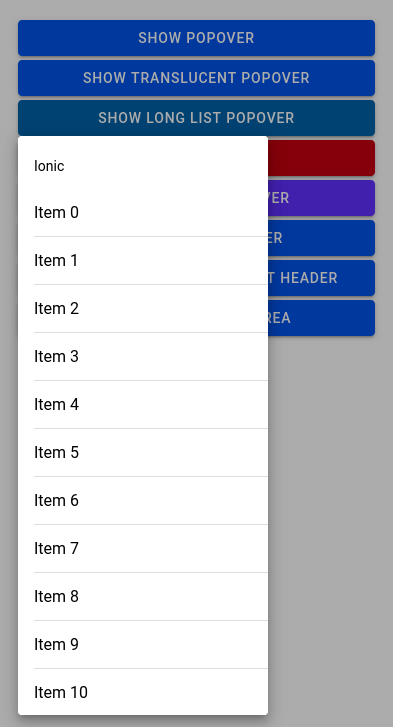 SHOW POPOVER
SHOW TRANSLUCENT POPOVER
SHOW LONG LIST POPOVER
VER
ER
T HEADER
REA
Ionic
Item 0
Item 1
Item 2
Item 3
Item 4
Item 5
Item 6
Item 7
Item 8
Item 9
Item 10